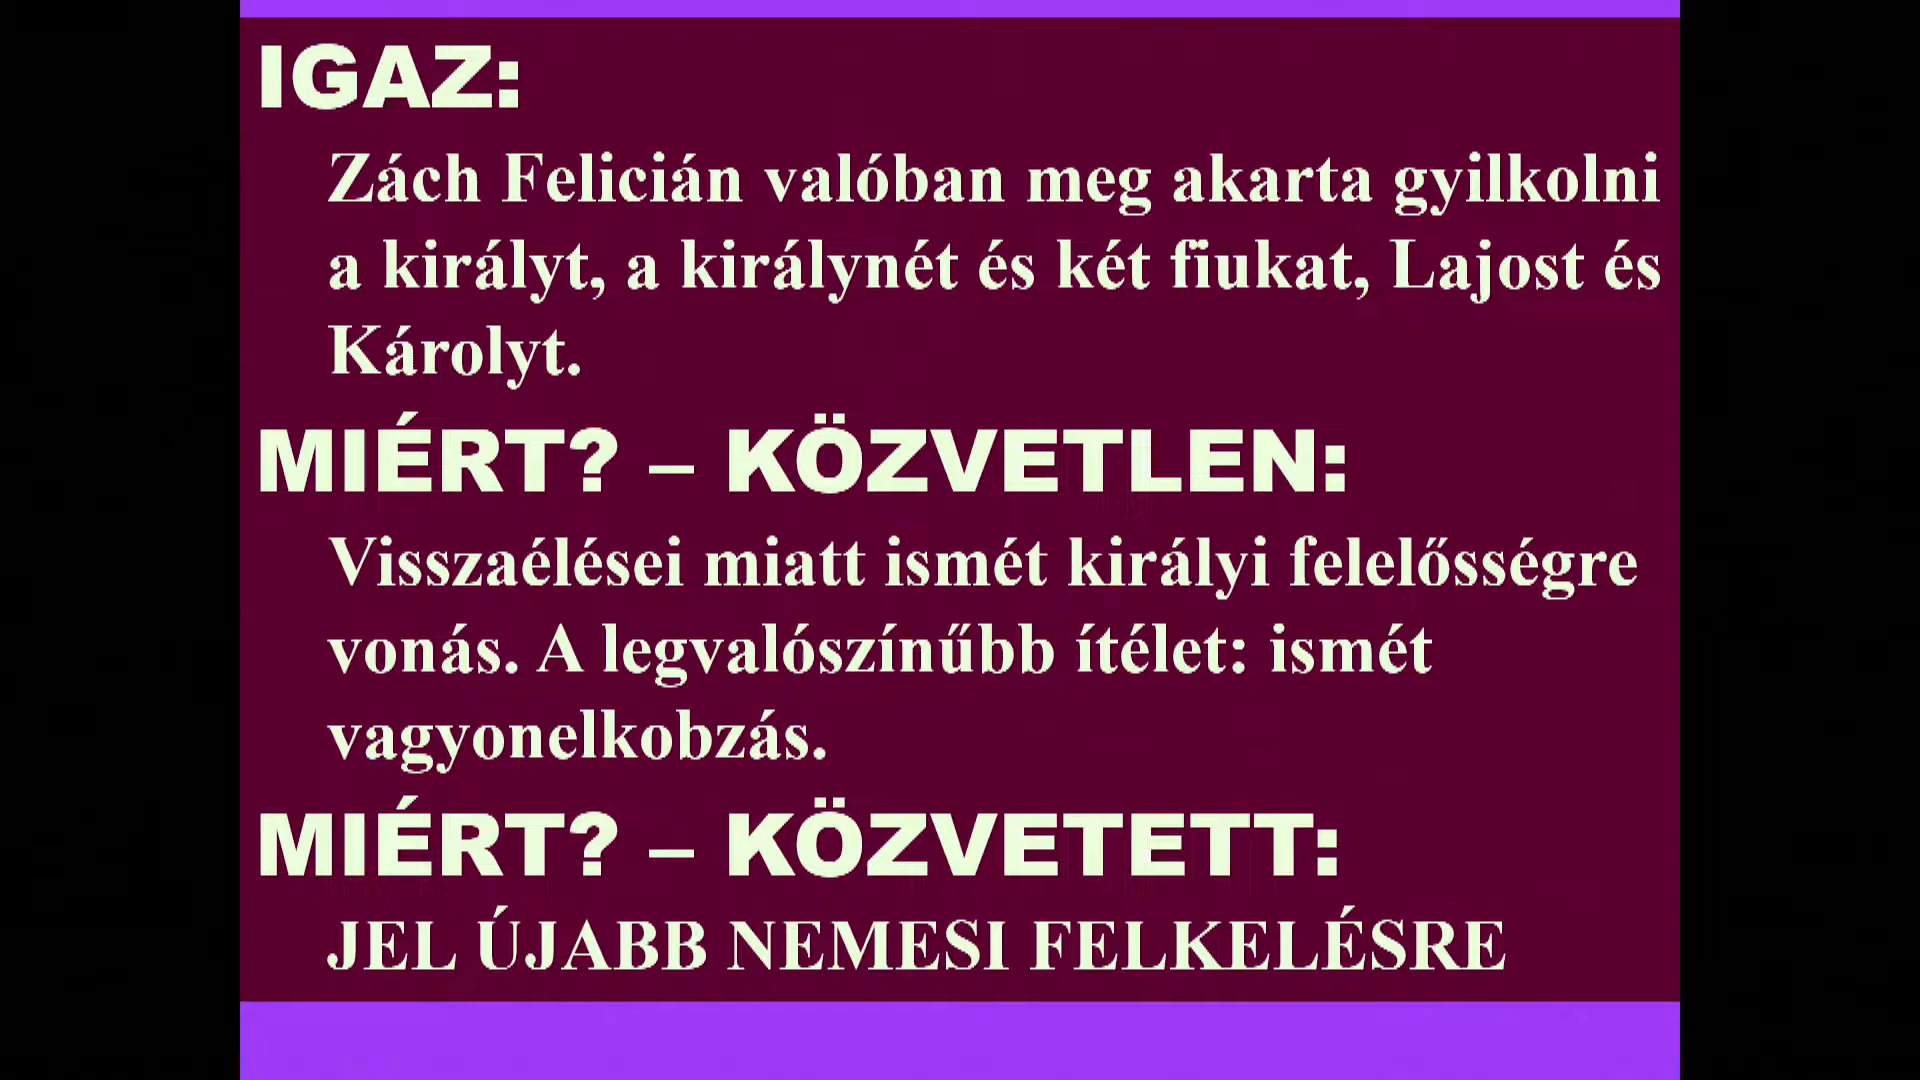 IGAZ:
Zách Felicián valóban meg akarta gyilkolni
a királyt, a királynét és két fiukat, Lajost és
Károlyt.
MIÉRT? – KÖZVETLEN:
Visszaélései miatt ismét királyi felelősségre
vonás. A legvalószínűbb ítélet: ismét
vagyonelkobzás.
MIÉRT? – KÖZVETETT:
JEL ÚJABB NEMESI FELKELÉSRE